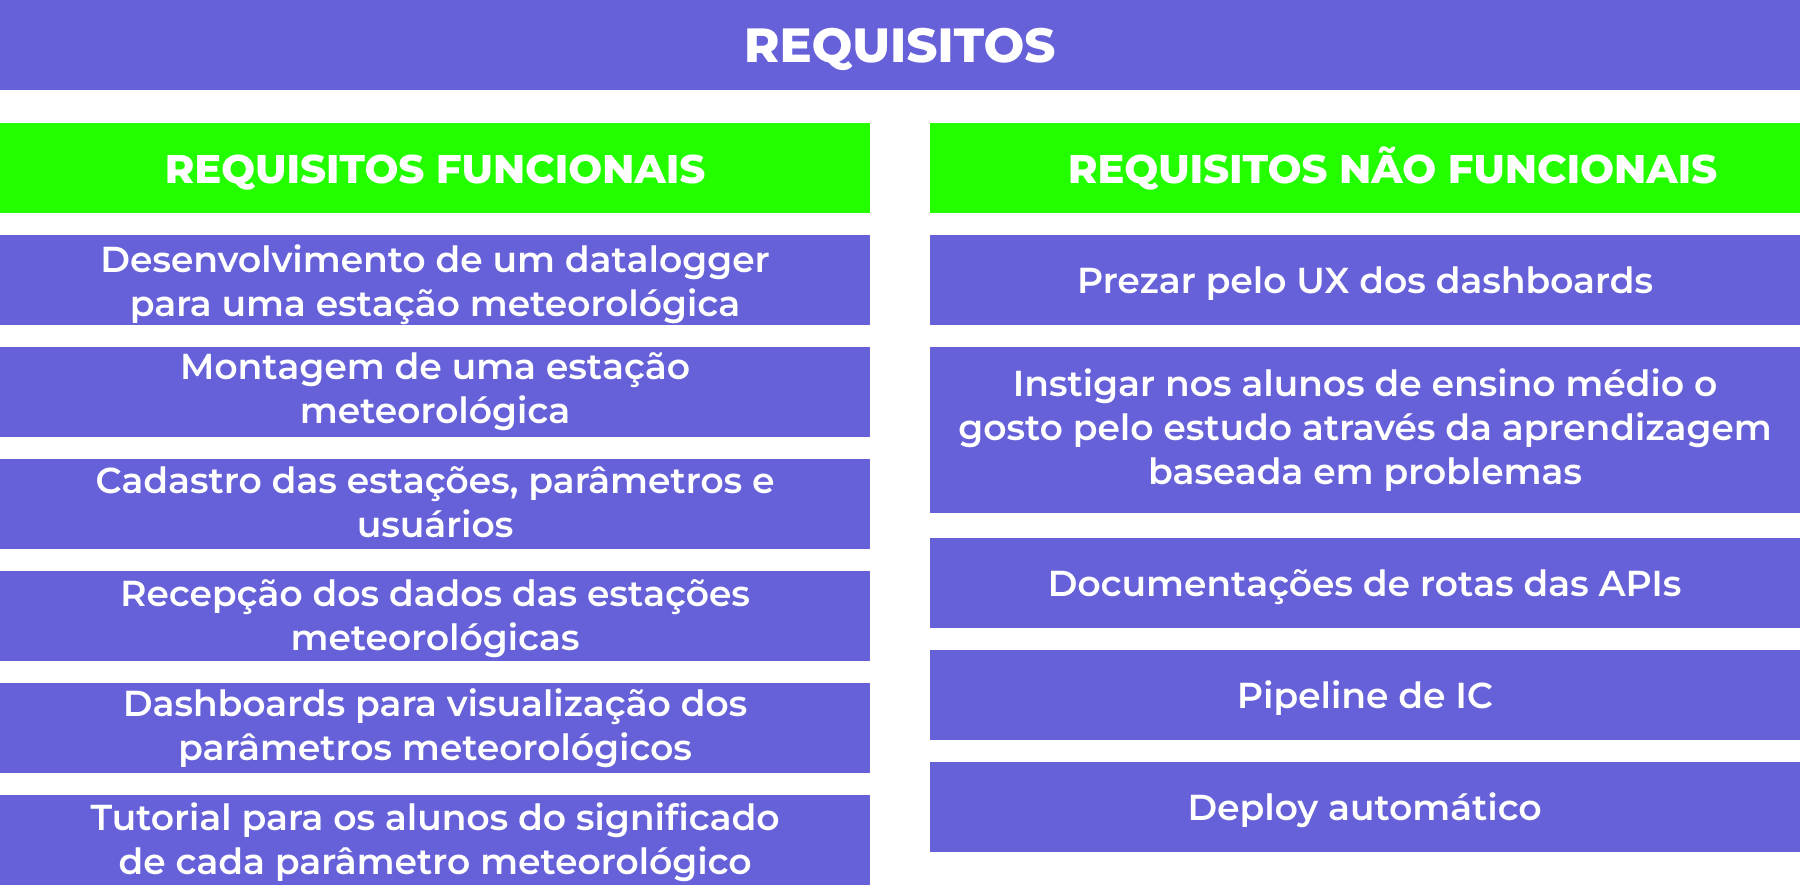 REQUISITOS
REQUISITOS FUNCIONAIS
Desenvolvimento de um datalogger
para uma estação meteorológica
Montagem de uma estação
meteorológica
Cadastro das estações, parâmetros e
usuários
Recepção dos dados das estações
meteorológicas
Dashboards para visualização dos
parâmetros meteorológicos
Tutorial para os alunos do significado
de cada parâmetro meteorológico
REQUISITOS NÃO FUNCIONAIS
Prezar pelo UX dos dashboards
Instigar nos alunos de ensino médio o
gosto pelo estudo através da aprendizagem
baseada em problemas
Documentações de rotas das APIs
Pipeline de IC
Deploy automático